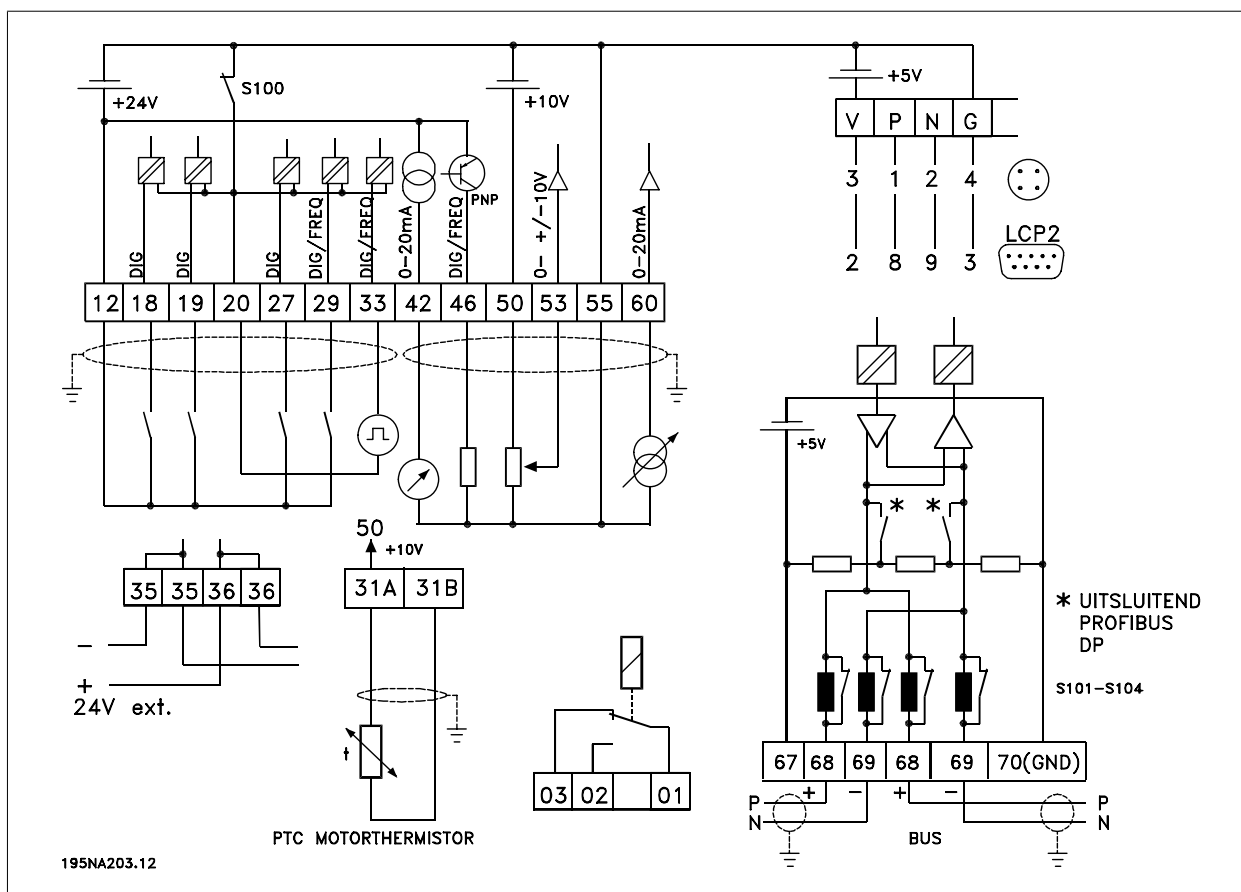 +24V
S100
+10V
+5V
V P N G
3 1 2 4
LCP2
2 8 9 3
PNP
DIG
DIG
DIG
DIG/FREQ
DIG/FREQ
0-20mA
DIG/FREQ
0- +/-10V
0-20mA
12 18 19 20 27 29 33 42 46 50 53 55 60
+5V
* *
50
+10V
35 35 36 36
31A 31B
-
+
24V ext.
t
* UITSLUITEND
PROFIBUS
DP
S101-S104
03 02 01
67 68 69 68 69 70(GND)
+ - + -
P P
N N
BUS
PTC MOTORTHERMISTOR
195NA203.12